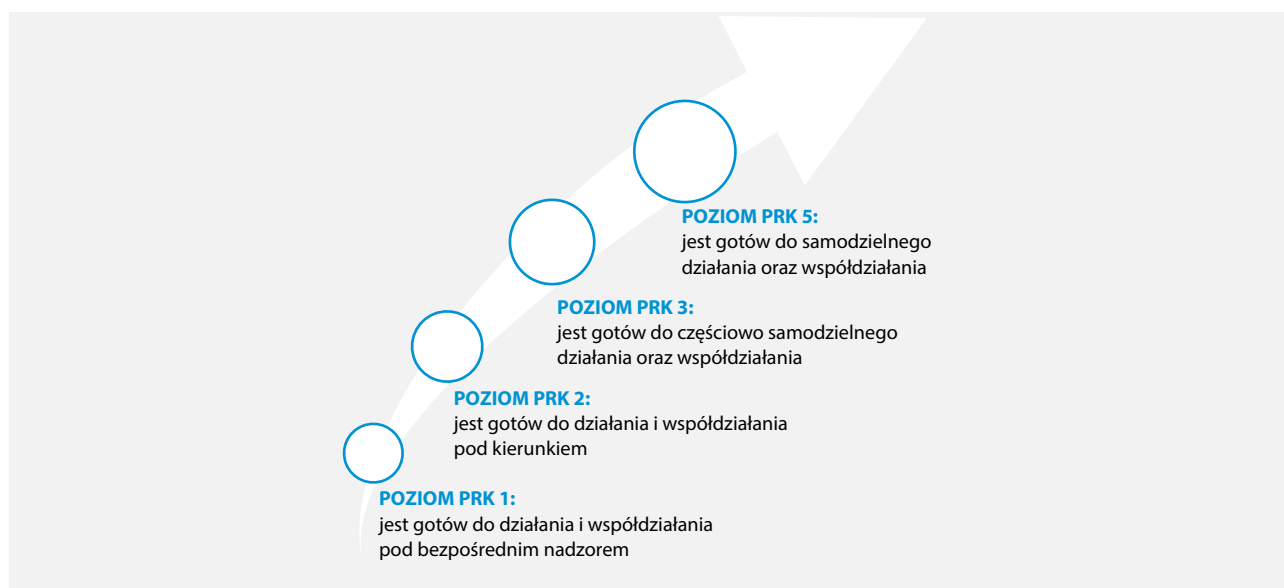 POZIOM PRK 5:
jest gotów do samodzielnego
działania oraz współdziałania
POZIOM PRK 3:
jest gotów do częściowo samodzielnego
działania oraz współdziałania
POZIOM PRK 2:
jest gotów do działania i współdziałania
pod kierunkiem
POZIOM PRK 1:
jest gotów do działania i współdziałania
pod bezpośrednim nadzorem